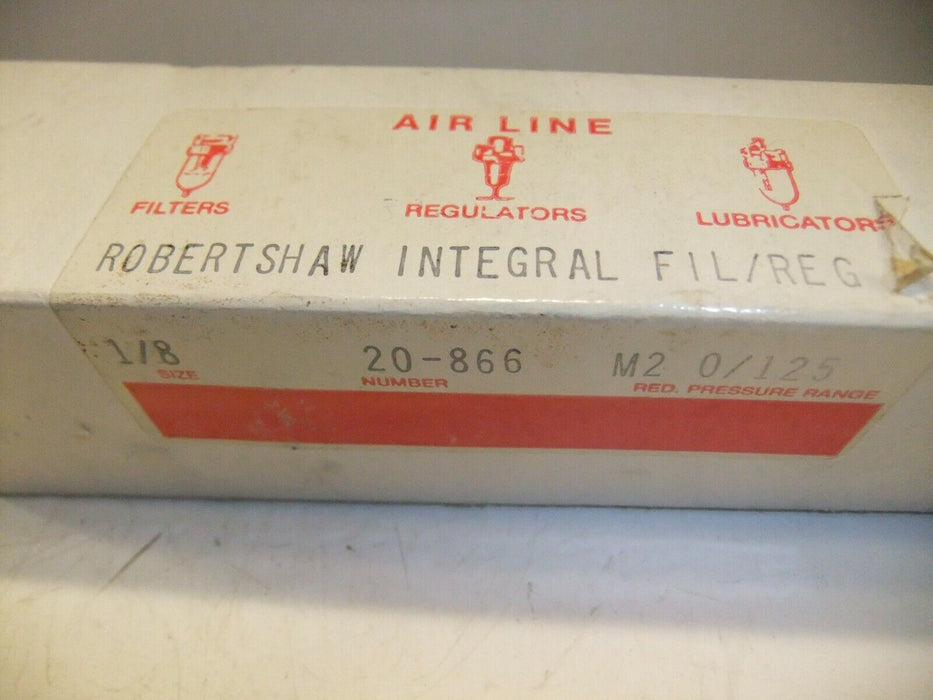 AIR LINE
FILTERS REGULATORS LUBRICATORS
ROBERTSHAW INTEGRAL FIL/REG
1/8 20-866 M2 0/125
SIZE NUMBER RED. PRESSURE RANGE